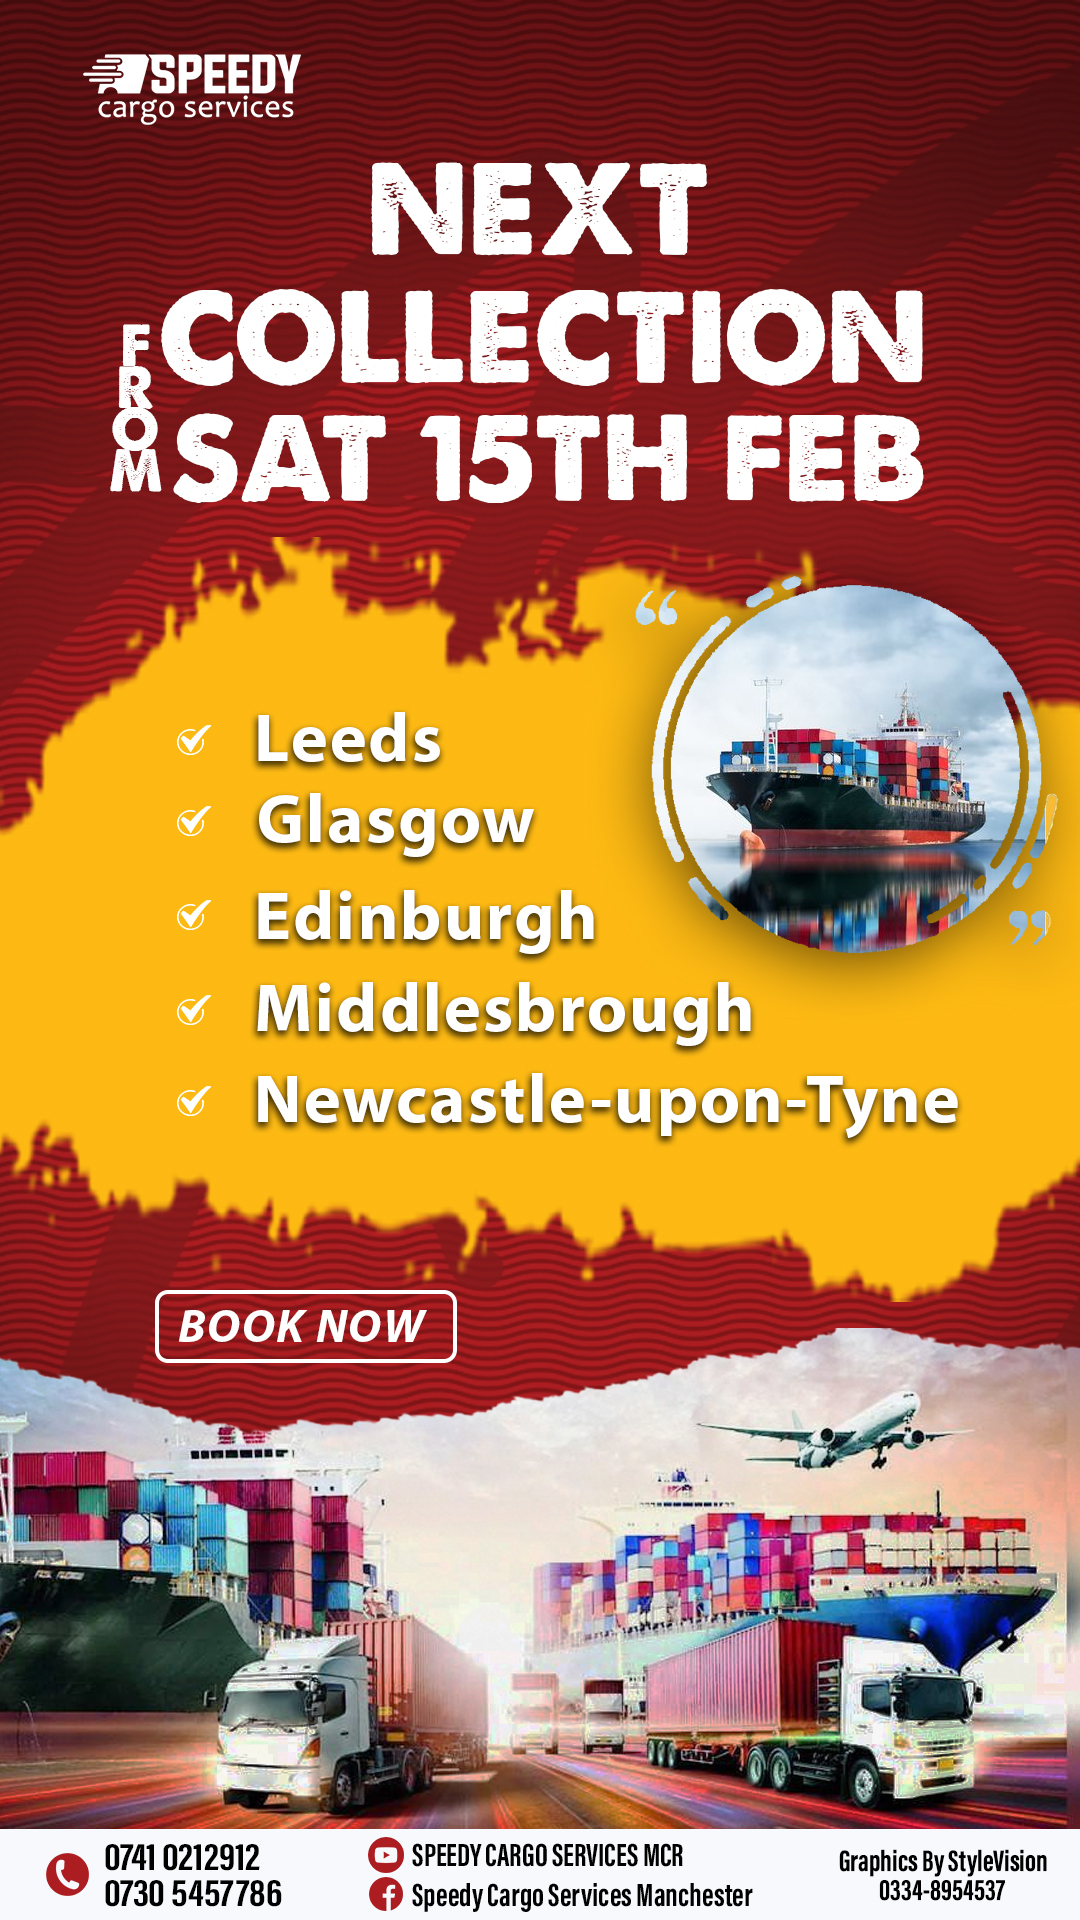 SPEEDY
cargo services
NEXT
COLLECTION
FROM
SAT 15TH FEB
Leeds
Glasgow
Edinburgh
Middlesbrough
Newcastle-upon-Tyne
BOOK NOW
0741 0212912
0730 5457786
SPEEDY CARGO SERVICES MCR
Speedy Cargo Services Manchester
Graphics By StyleVision
0334-8954537